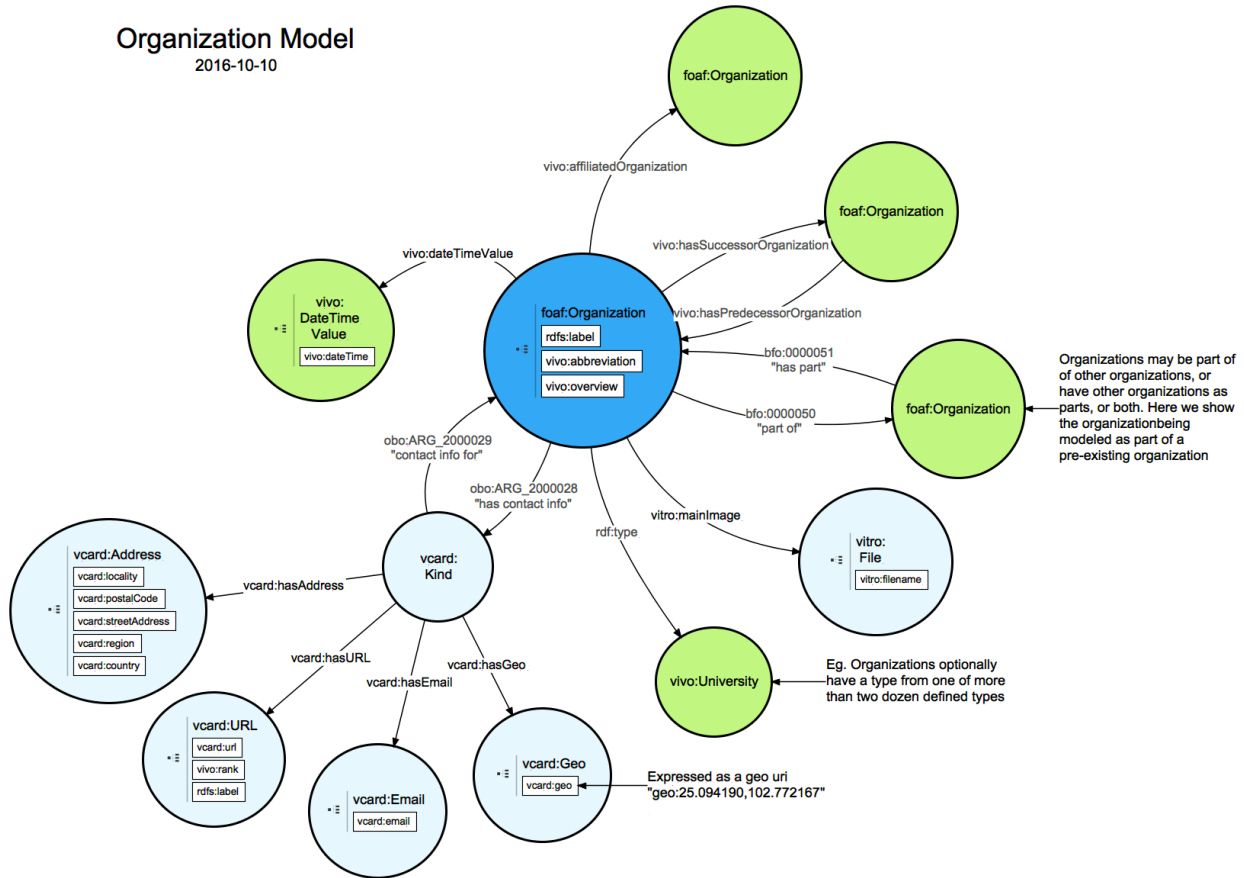 Organization Model
2016-10-10
foaf:Organization
vivo:affiliatedOrganization
foaf:Organization
vivo:hasSuccessorOrganization
vivo:dateTimeValue
vivo:
DateTime
Value
vivo:dateTime
foaf:Organization
rdfs:label
vivo:abbreviation
vivo:overview
vivo:hasPredecessorOrganization
bfo:0000051
"has part"
foaf:Organization
Organizations may be part
of other organizations, or
have other organizations as
parts, or both. Here we show
the organizationbeing
modeled as part of a
pre-existing organization
bfo:0000050
"part of"
obo:ARG_2000029
"contact info for"
obo:ARG_2000028
"has contact info"
vitro:mainImage
rdf:type
vitro:
File
vitro:filename
vcard:
Kind
vcard:Address
vcard:locality
vcard:postalCode
vcard:streetAddress
vcard:region
vcard:country
vcard:hasAddress
vcard:hasURL
vcard:hasEmail
vcard:hasGeo
vivo:University
Eg. Organizations optionally
have a type from one of more
than two dozen defined types
vcard:URL
vcard:url
vivo:rank
rdfs:label
vcard:Email
vcard:email
vcard:Geo
vcard:geo
Expressed as a geo uri
"geo:25.094190,102.772167"